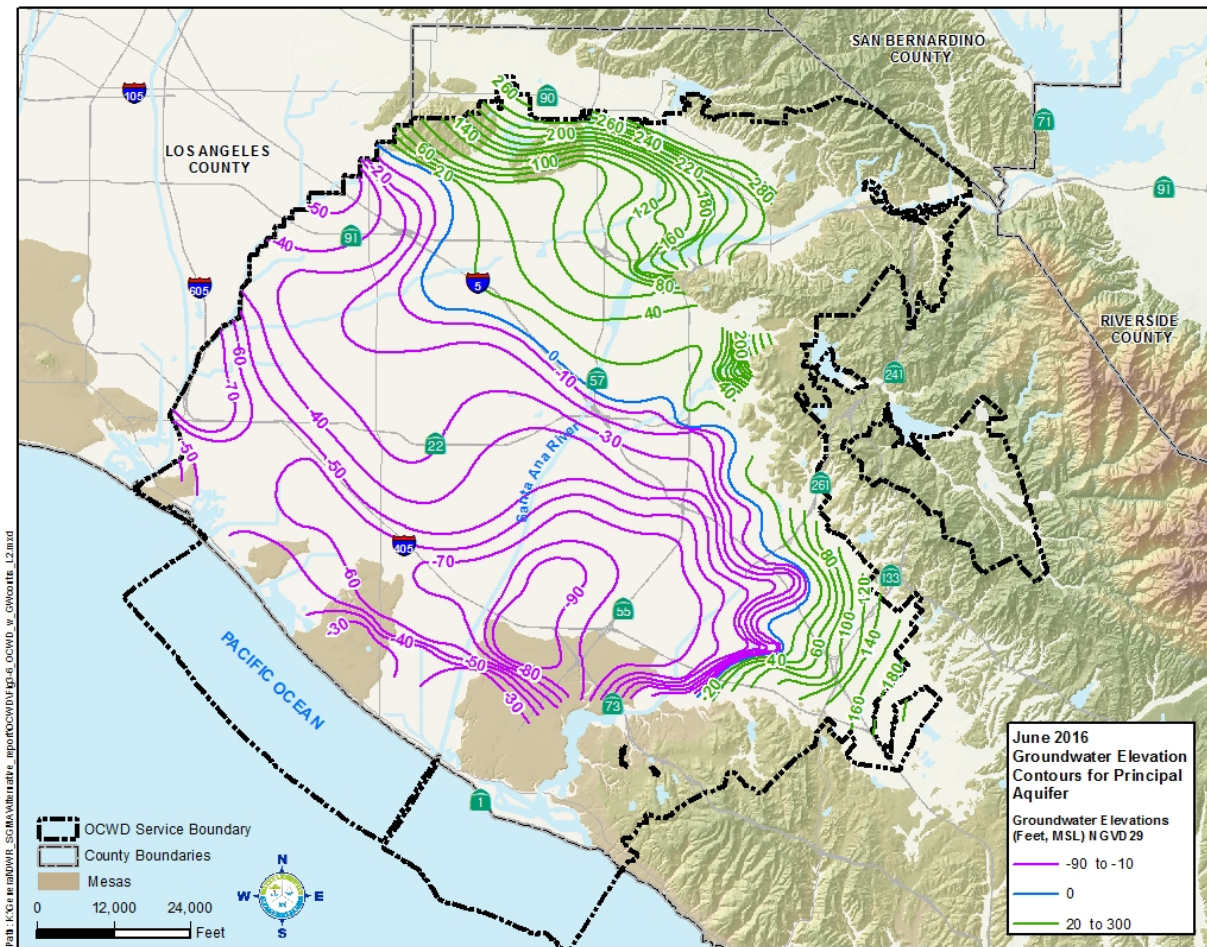 SAN BERNARDINO
COUNTY
105
90
71
LOS ANGELES
COUNTY
91
260
140
200
260
240
60
20
100
220
280
180
120
-160
-20
-50
-40
91
605
5
80
40
RIVERSIDE
COUNTY
0
-10
57
200
40
241
-60
-70
-40
22
-30
-50
-50
Santa Ana River
261
405
-70
-60
-90
55
80
133
120
100
60
140
-30
-40
-50
-80
-30
40
20
180
160
73
PACIFIC OCEAN
1
June 2016
Groundwater Elevation
Contours for Principal
Aquifer
Groundwater Elevations
(Feet, MSL) NGVD29
-90 to -10
0
20 to 300
OCWD Service Boundary
County Boundaries
Mesas
N
W
E
S
0
12,000
24,000
Feet